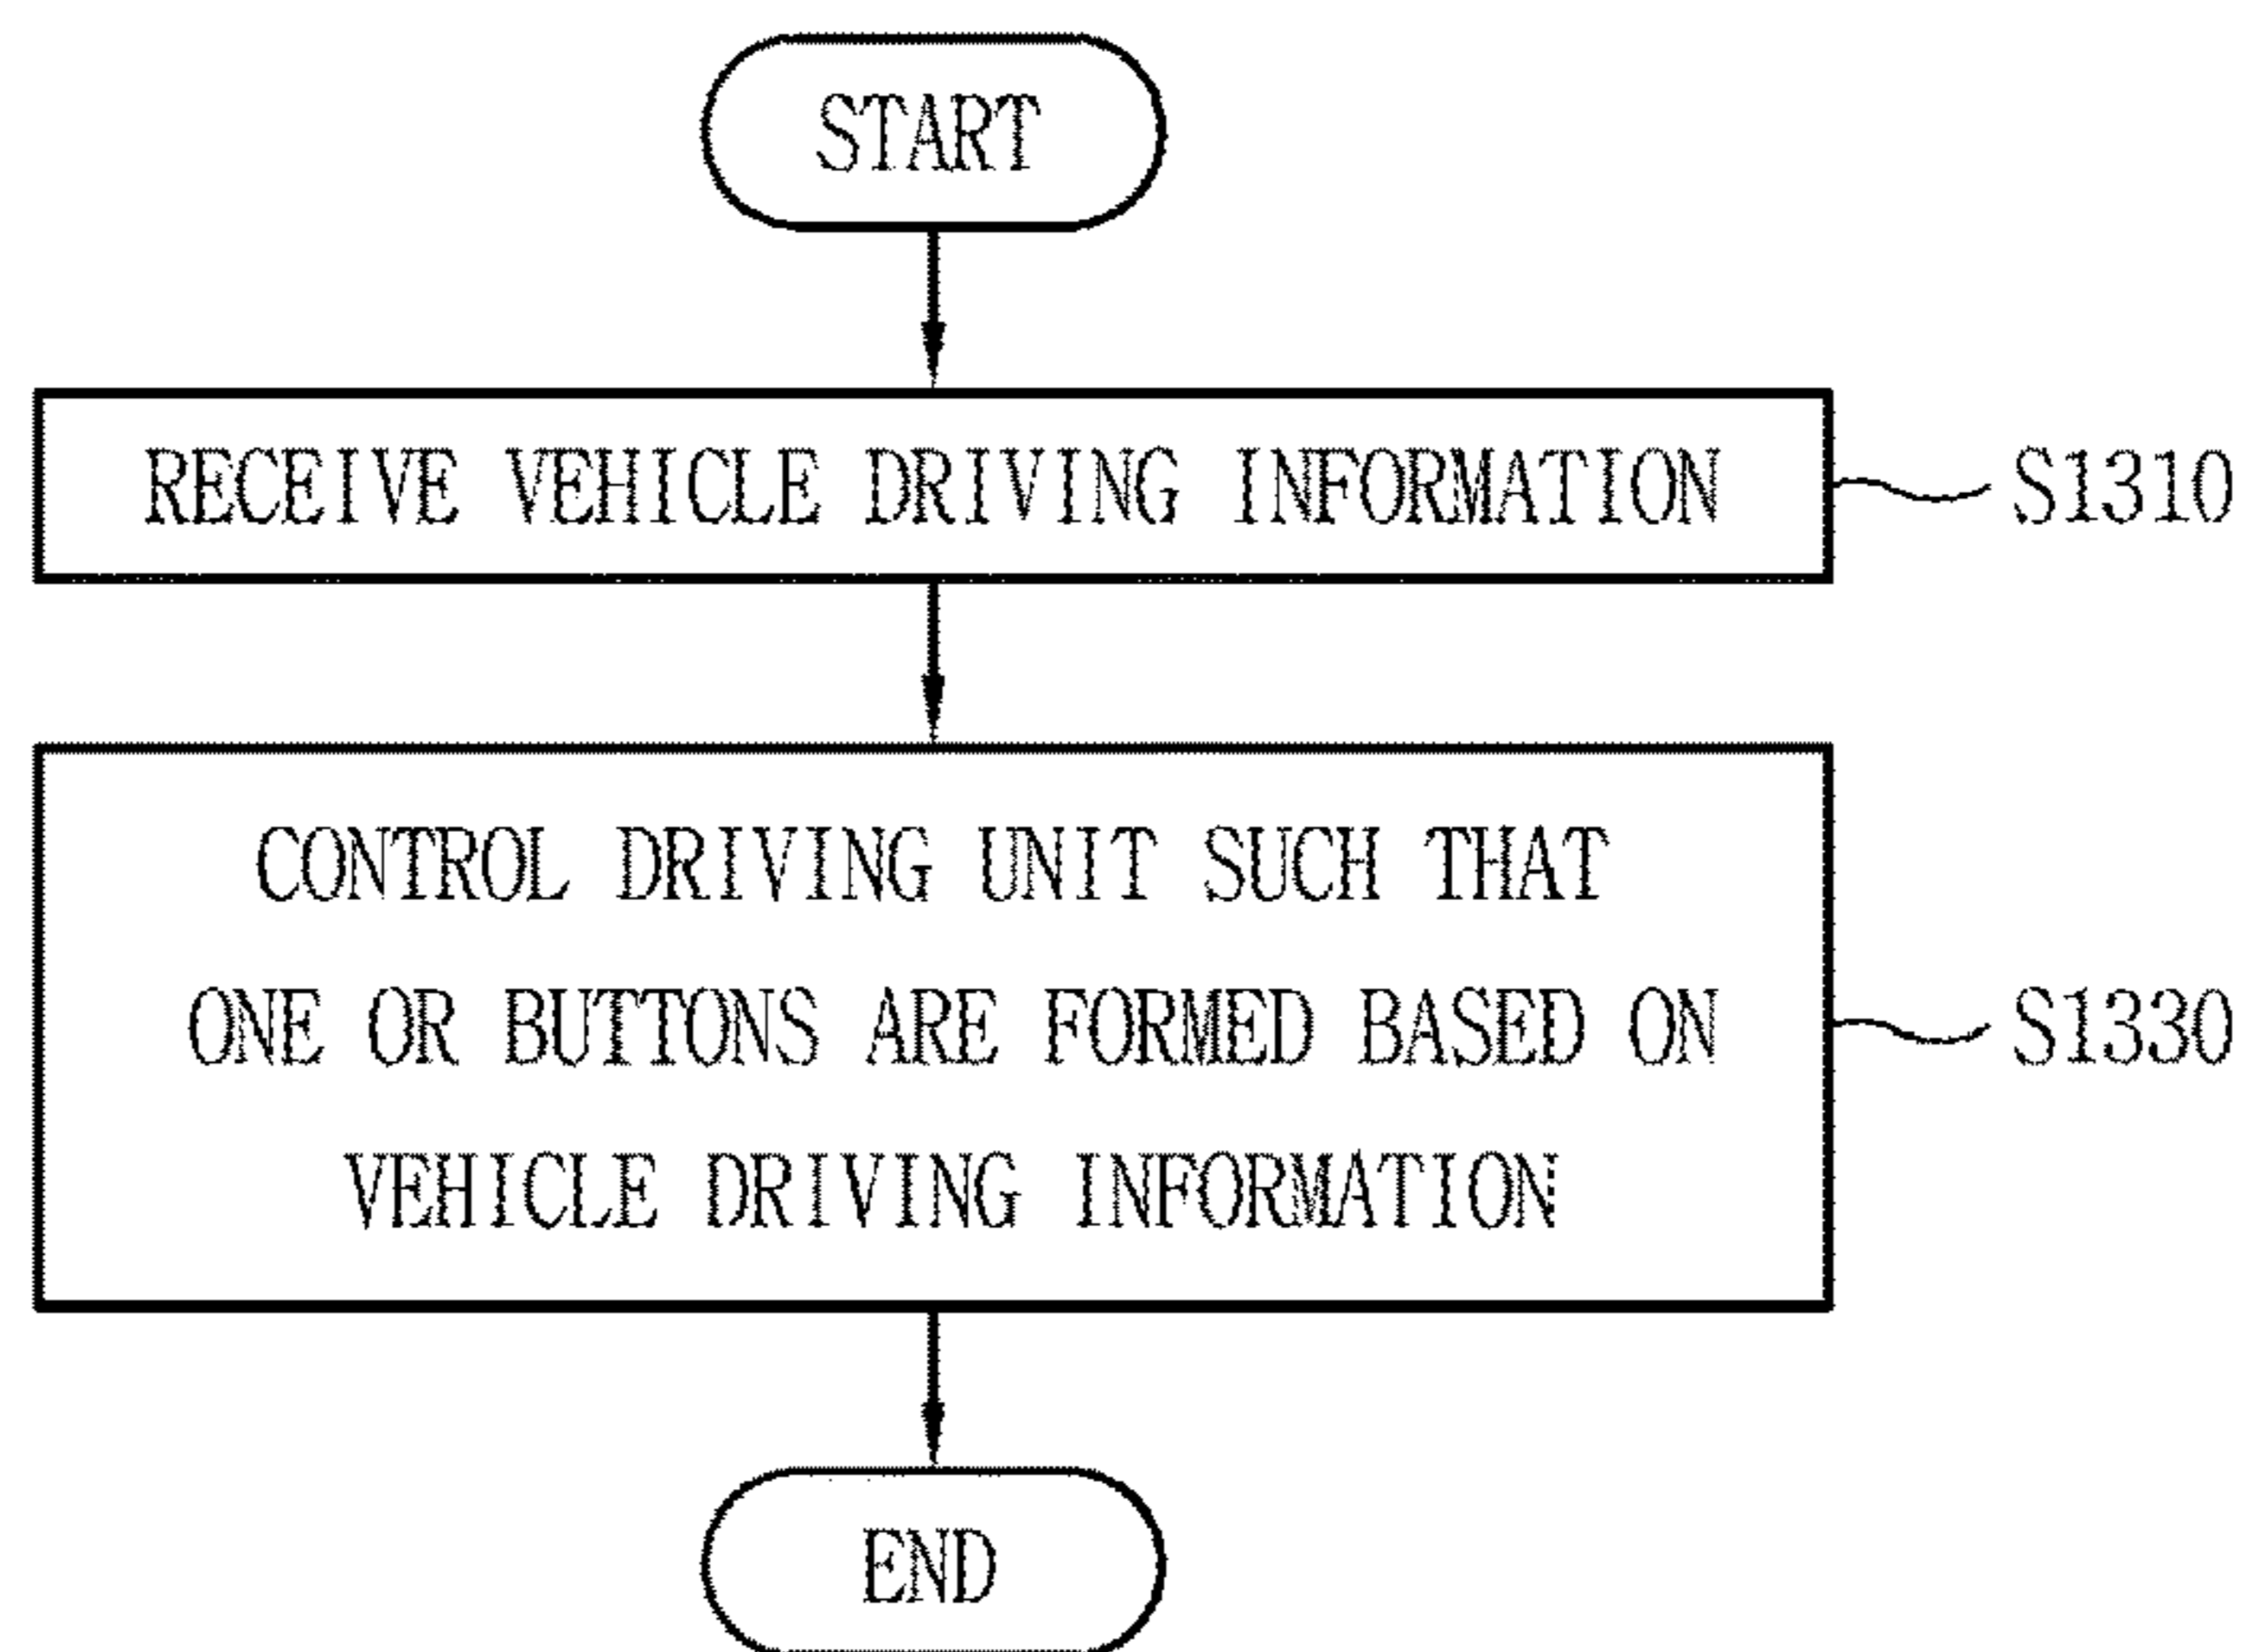 START
RECEIVE VEHICLE DRIVING INFORMATION
S1310
CONTROL DRIVING UNIT SUCH THAT
ONE OR BUTTONS ARE FORMED BASED ON
VEHICLE DRIVING INFORMATION
S1330
END